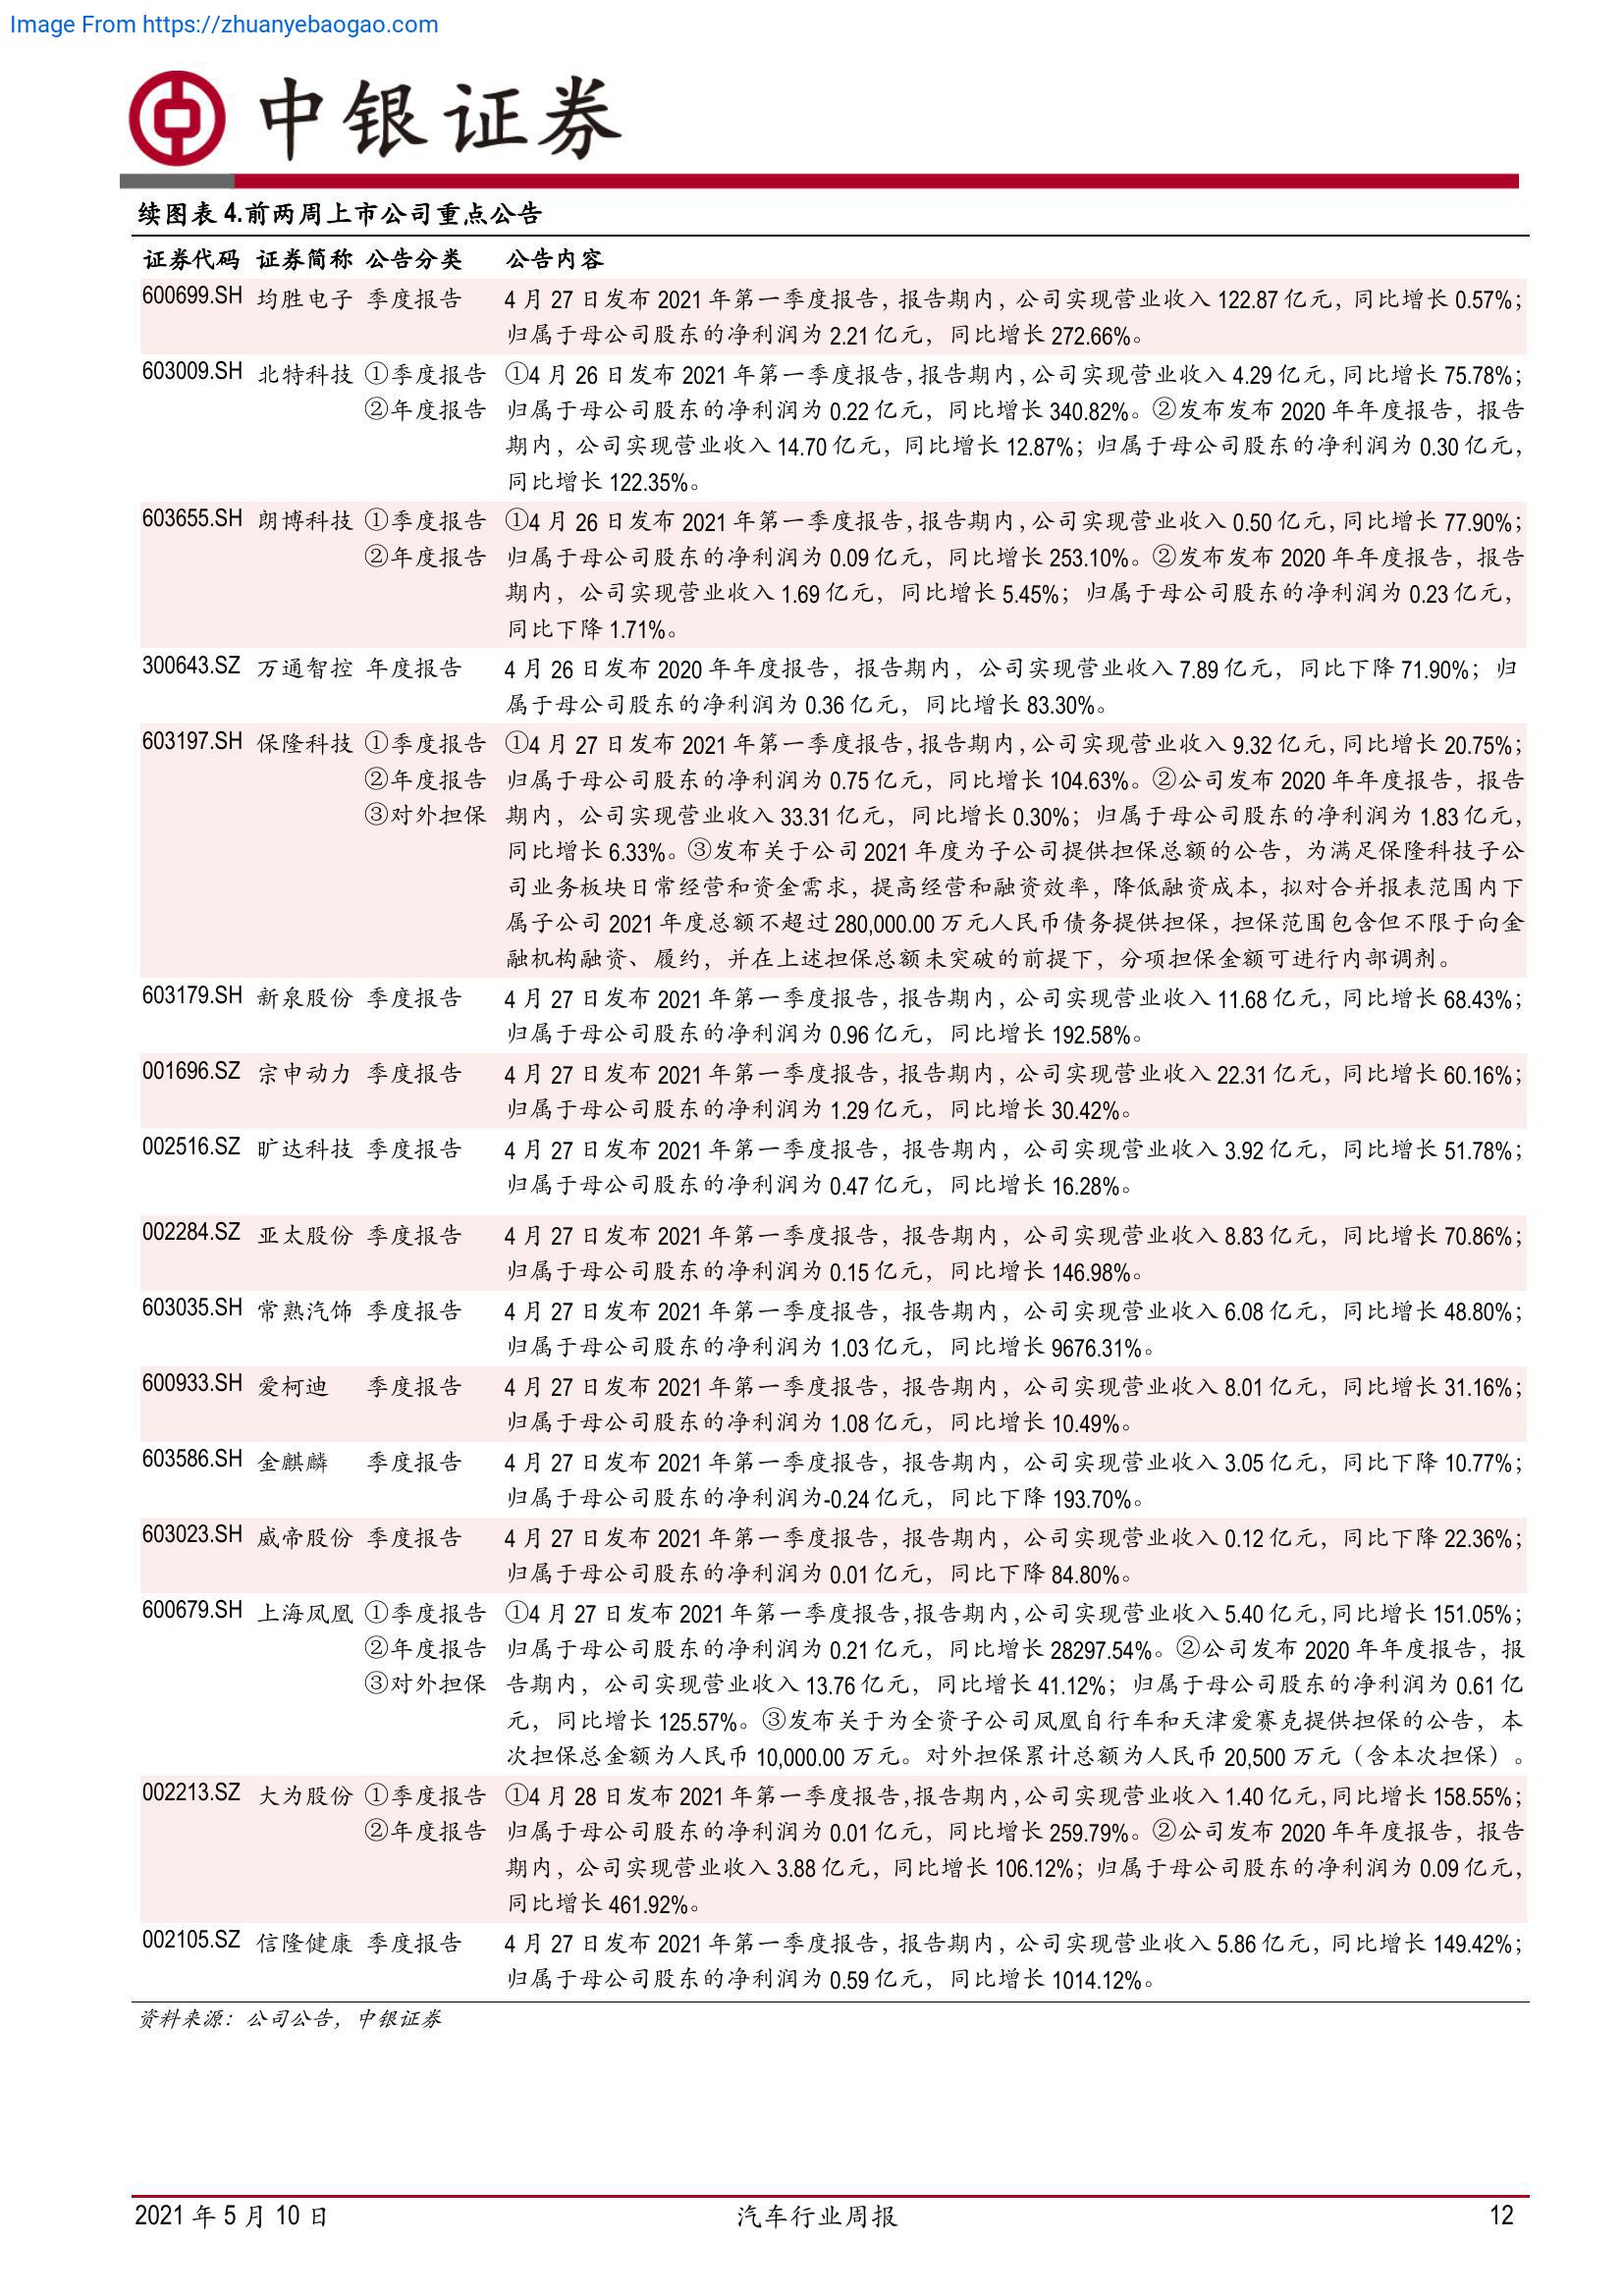 Image From https://zhuanyebaogao.com
中银证券
续图表 4.前两周上市公司重点公告
证券代码 证券简称 公告分类 公告内容
600699.SH 均胜电子 季度报告 4 月 27 日发布 2021 年第一季度报告，报告期内，公司实现营业收入 122.87 亿元，同比增长 0.57%；
归属于母公司股东的净利润为 2.21 亿元，同比增长 272.66%。
603009.SH 北特科技 ①季度报告 ①4 月 26 日发布 2021 年第一季度报告，报告期内，公司实现营业收入 4.29 亿元，同比增长 75.78%；
②年度报告 归属于母公司股东的净利润为 0.22 亿元，同比增长 340.82%。②发布发布 2020 年年度报告，报告
期内，公司实现营业收入 14.70 亿元，同比增长 12.87%；归属于母公司股东的净利润为 0.30 亿元，
同比增长 122.35%。
603655.SH 朗博科技 ①季度报告 ①4 月 26 日发布 2021 年第一季度报告，报告期内，公司实现营业收入 0.50 亿元，同比增长 77.90%；
②年度报告 归属于母公司股东的净利润为 0.09 亿元，同比增长 253.10%。②发布发布 2020 年年度报告，报告
期内，公司实现营业收入 1.69 亿元，同比增长 5.45%；归属于母公司股东的净利润为 0.23 亿元，
同比下降 1.71%。
300643.SZ 万通智控 年度报告 4 月 26 日发布 2020 年年度报告，报告期内，公司实现营业收入 7.89 亿元，同比下降 71.90%；归
属于母公司股东的净利润为 0.36 亿元，同比增长 83.30%。
603197.SH 保隆科技 ①季度报告 ①4 月 27 日发布 2021 年第一季度报告，报告期内，公司实现营业收入 9.32 亿元，同比增长 20.75%；
②年度报告 归属于母公司股东的净利润为 0.75 亿元，同比增长 104.63%。②公司发布 2020 年年度报告，报告
③对外担保 期内，公司实现营业收入 33.31 亿元，同比增长 0.30%；归属于母公司股东的净利润为 1.83 亿元，
同比增长 6.33%。③发布关于公司 2021 年度为子公司提供担保总额的公告，为满足保隆科技子公
司业务板块日常经营和资金需求，提高经营和融资效率，降低融资成本，拟对合并报表范围内下
属子公司 2021 年度总额不超过 280,000.00 万元人民币债务提供担保，担保范围包含但不限于向金
融机构融资、履约，并在上述担保总额未突破的前提下，分项担保金额可进行内部调剂。
603179.SH 新泉股份 季度报告 4 月 27 日发布 2021 年第一季度报告，报告期内，公司实现营业收入 11.68 亿元，同比增长 68.43%；
归属于母公司股东的净利润为 0.96 亿元，同比增长 192.58%。
001696.SZ 宗申动力 季度报告 4 月 27 日发布 2021 年第一季度报告，报告期内，公司实现营业收入 22.31 亿元，同比增长 60.16%；
归属于母公司股东的净利润为 1.29 亿元，同比增长 30.42%。
002516.SZ 旷达科技 季度报告 4 月 27 日发布 2021 年第一季度报告，报告期内，公司实现营业收入 3.92 亿元，同比增长 51.78%；
归属于母公司股东的净利润为 0.47 亿元，同比增长 16.28%。
002284.SZ 亚太股份 季度报告 4 月 27 日发布 2021 年第一季度报告，报告期内，公司实现营业收入 8.83 亿元，同比增长 70.86%；
归属于母公司股东的净利润为 0.15 亿元，同比增长 146.98%。
603035.SH 常熟汽饰 季度报告 4 月 27 日发布 2021 年第一季度报告，报告期内，公司实现营业收入 6.08 亿元，同比增长 48.80%；
归属于母公司股东的净利润为 1.03 亿元，同比增长 9676.31%。
600933.SH 爱柯迪 季度报告 4 月 27 日发布 2021 年第一季度报告，报告期内，公司实现营业收入 8.01 亿元，同比增长 31.16%；
归属于母公司股东的净利润为 1.08 亿元，同比增长 10.49%。
603586.SH 金麒麟 季度报告 4 月 27 日发布 2021 年第一季度报告，报告期内，公司实现营业收入 3.05 亿元，同比下降 10.77%；
归属于母公司股东的净利润为-0.24 亿元，同比下降 193.70%。
603023.SH 威帝股份 季度报告 4 月 27 日发布 2021 年第一季度报告，报告期内，公司实现营业收入 0.12 亿元，同比下降 22.36%；
归属于母公司股东的净利润为 0.01 亿元，同比下降 84.80%。
600679.SH 上海凤凰 ①季度报告 ①4 月 27 日发布 2021 年第一季度报告，报告期内，公司实现营业收入 5.40 亿元，同比增长 151.05%；
②年度报告 归属于母公司股东的净利润为 0.21 亿元，同比增长 28297.54%。②公司发布 2020 年年度报告，报
③对外担保 告期内，公司实现营业收入 13.76 亿元，同比增长 41.12%；归属于母公司股东的净利润为 0.61 亿
元，同比增长 125.57%。③发布关于为全资子公司凤凰自行车和天津爱赛克提供担保的公告，本
次担保总金额为人民币 10,000.00 万元。对外担保累计总额为人民币 20,500 万元（含本次担保）。
002213.SZ 大为股份 ①季度报告 ①4 月 28 日发布 2021 年第一季度报告，报告期内，公司实现营业收入 1.40 亿元，同比增长 158.55%；
②年度报告 归属于母公司股东的净利润为 0.01 亿元，同比增长 259.79%。②公司发布 2020 年年度报告，报告
期内，公司实现营业收入 3.88 亿元，同比增长 106.12%；归属于母公司股东的净利润为 0.09 亿元，
同比增长 461.92%。
002105.SZ 信隆健康 季度报告 4 月 27 日发布 2021 年第一季度报告，报告期内，公司实现营业收入 5.86 亿元，同比增长 149.42%；
归属于母公司股东的净利润为 0.59 亿元，同比增长 1014.12%。
资料来源：公司公告，中银证券
2021 年 5 月 10 日 汽车行业周报 12